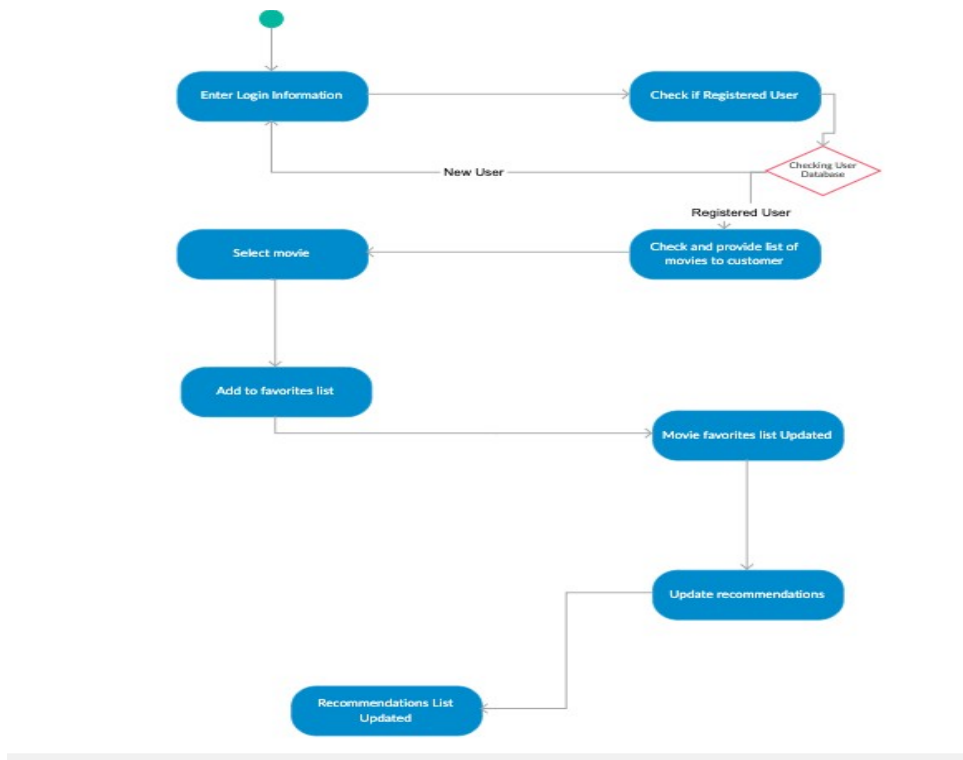 Enter Login Information
Check if Registered User
Checking User
Database
New User
Registered User
Select movie
Check and provide list of
movies to customer
Add to favorites list
Movie favorites list Updated
Update recommendations
Recommendations List
Updated